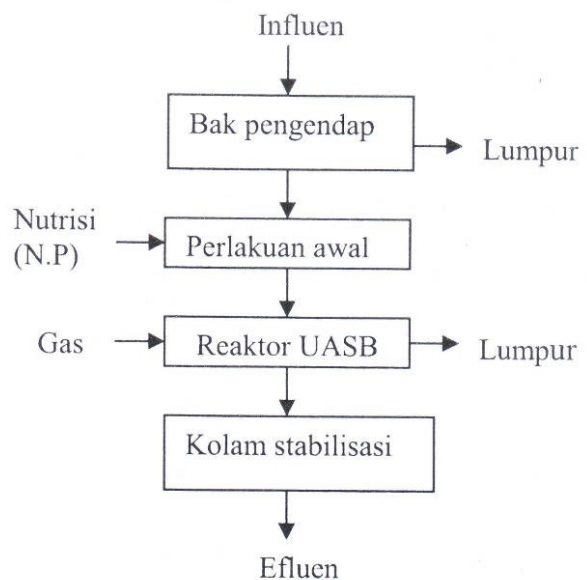 Influen
Bak pengendap
Lumpur
Nutrisi
(N.P)
Perlakuan awal
Gas
Reaktor UASB
Lumpur
Kolam stabilisasi
Efluen